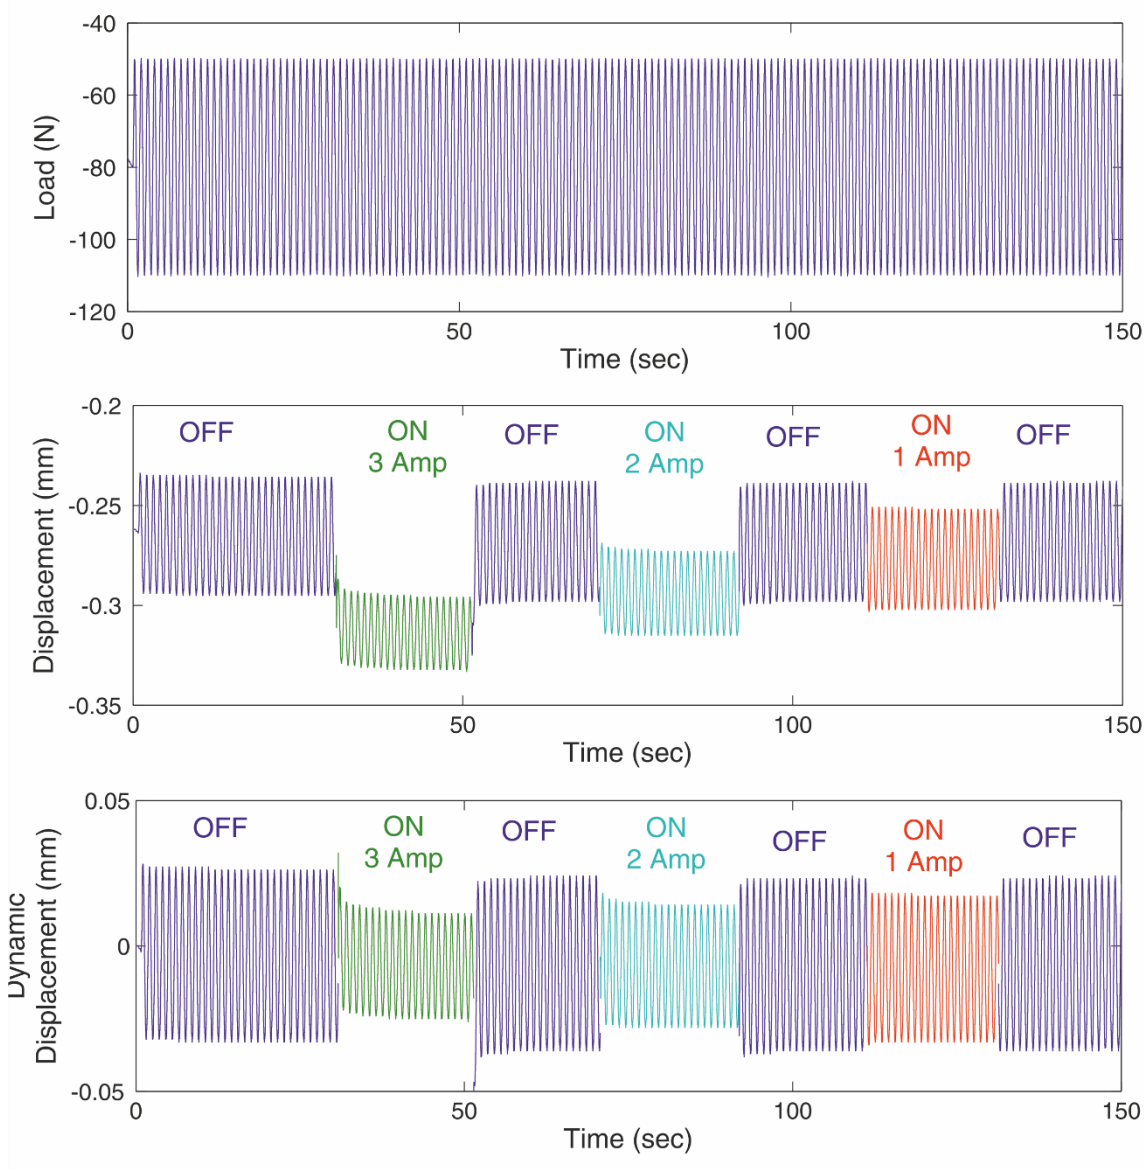 -40
-60
-80
-100
-120
Load (N)
0 50 100 150
Time (sec)
-0.2
-0.25
-0.3
-0.35
Displacement (mm)
OFF ON OFF ON OFF ON OFF
3 Amp 2 Amp 1 Amp
0 50 100 150
Time (sec)
0.05
0
-0.05
Dynamic
Displacement (mm)
OFF ON OFF ON OFF ON OFF
3 Amp 2 Amp 1 Amp
0 50 100 150
Time (sec)